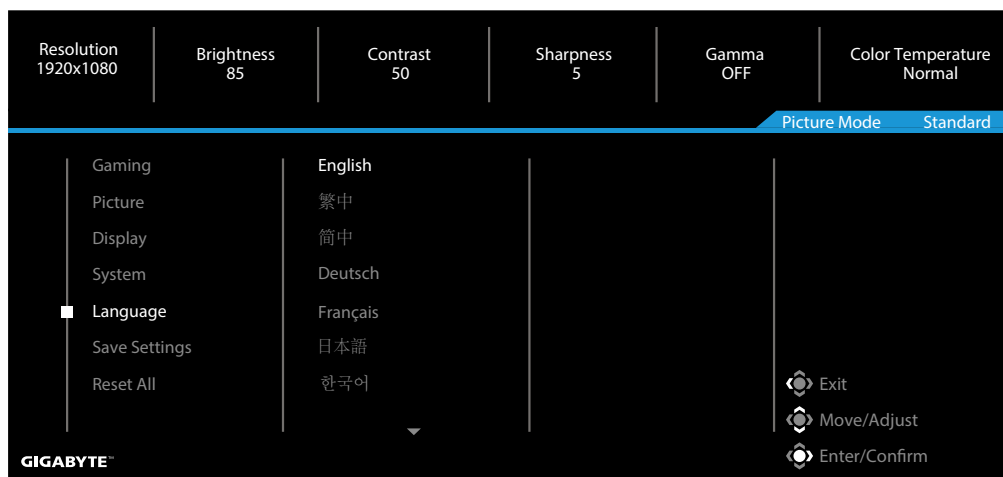 Resolution
1920x1080
Brightness
85
Contrast
50
Sharpness
5
Gamma
OFF
Color Temperature
Normal
Picture Mode Standard
Gaming
Picture
Display
System
Language
Save Settings
Reset All
English
繁中
简中
Deutsch
Français
日本語
한국어
Exit
Move/Adjust
Enter/Confirm
GIGABYTE™